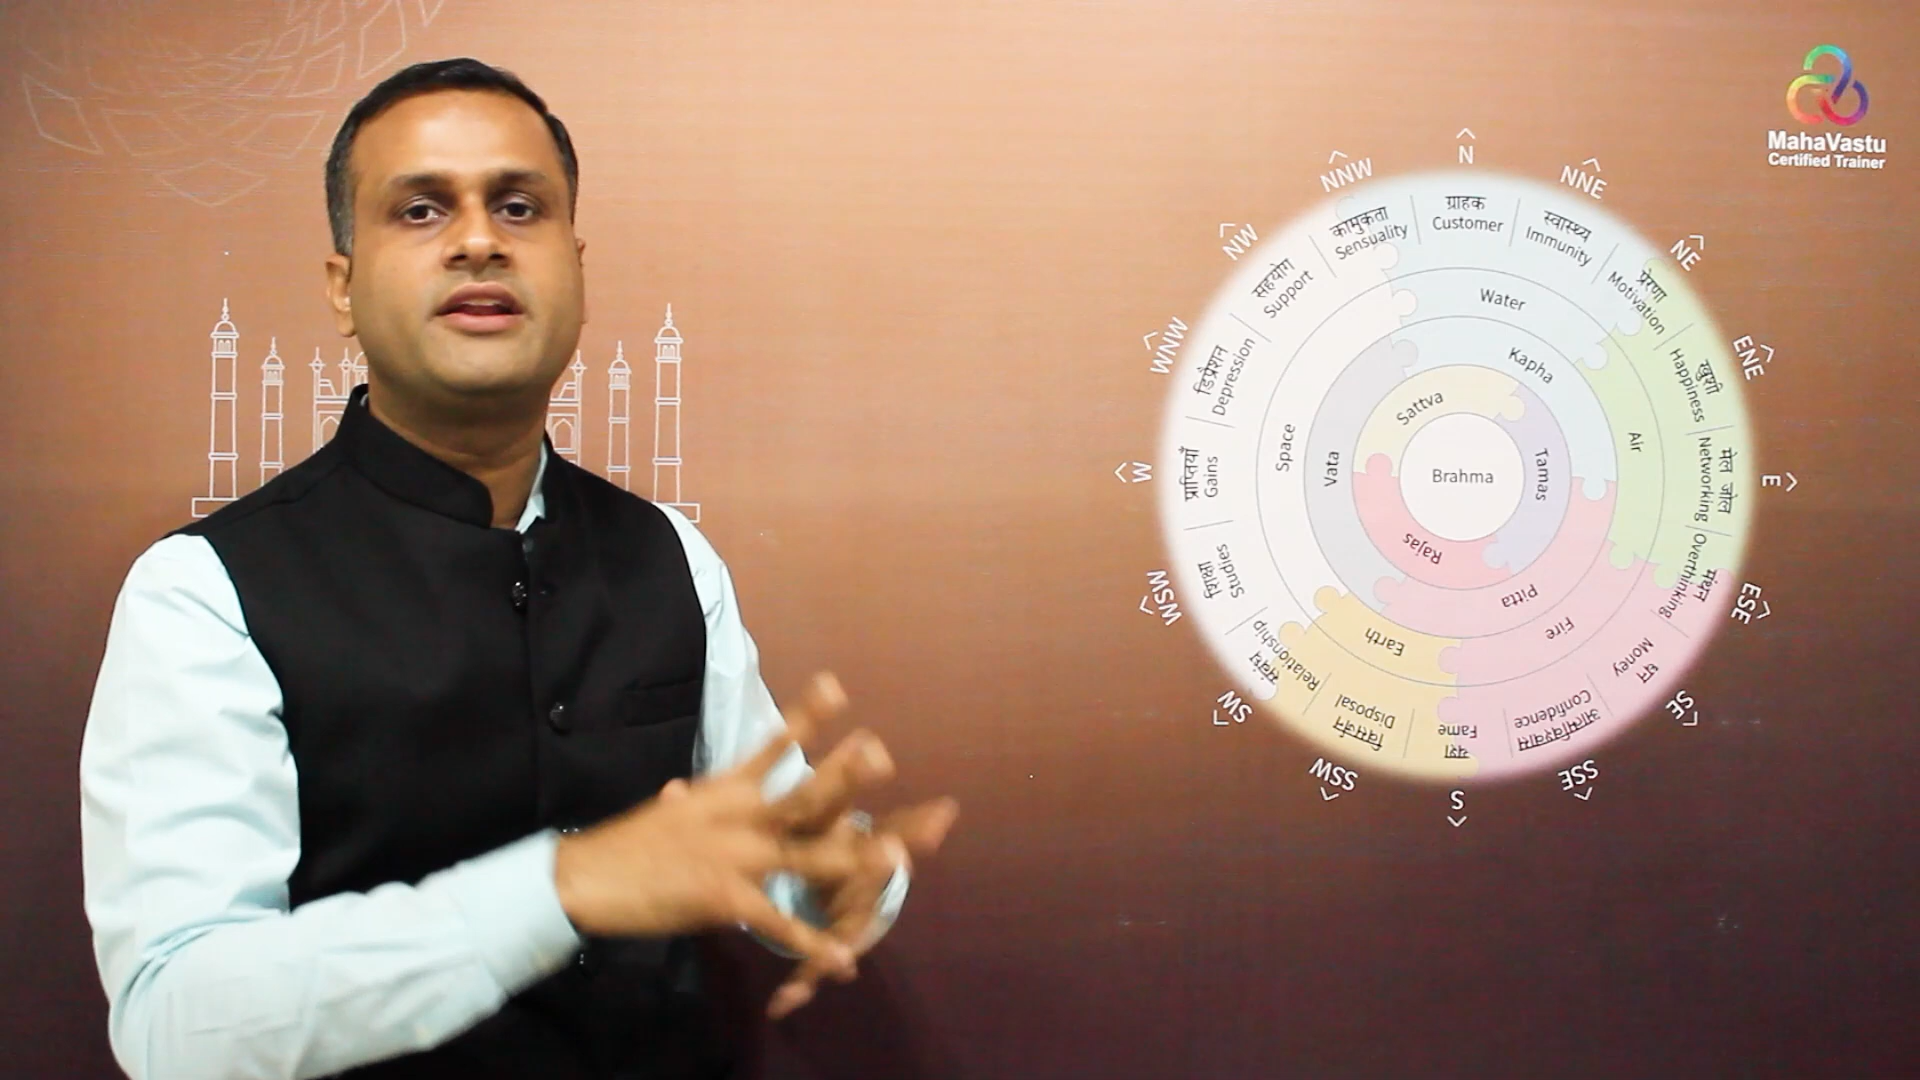 MahaVastu
Certified Trainer
N
NNE
NE
ENE
E
ESE
SE
SSE
S
SSW
SW
WSW
W
WNW
NW
NNW
ग्राहक
Customer
स्वास्थ्य
Immunity
प्रेरणा
Motivation
खुशी
Happiness
मेल जोल
Networking
मंथन
Overthinking
धन
Money
आत्मविश्वास
Confidence
यश
Fame
विसर्जन
Disposal
संबंध
Relationship
शिक्षा
Studies
प्राप्तियाँ
Gains
डिप्रैशन
Depression
सहयोग
Support
कामुकता
Sensuality
Water
Air
Fire
Earth
Space
Kapha
Pitta
Vata
Sattva
Tamas
Rajas
Brahma